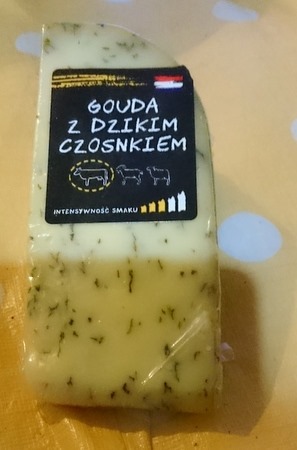 GOUDA
Z DZIKIM
CZOSNKIEM
INTENSYWNOŚĆ SMAKU